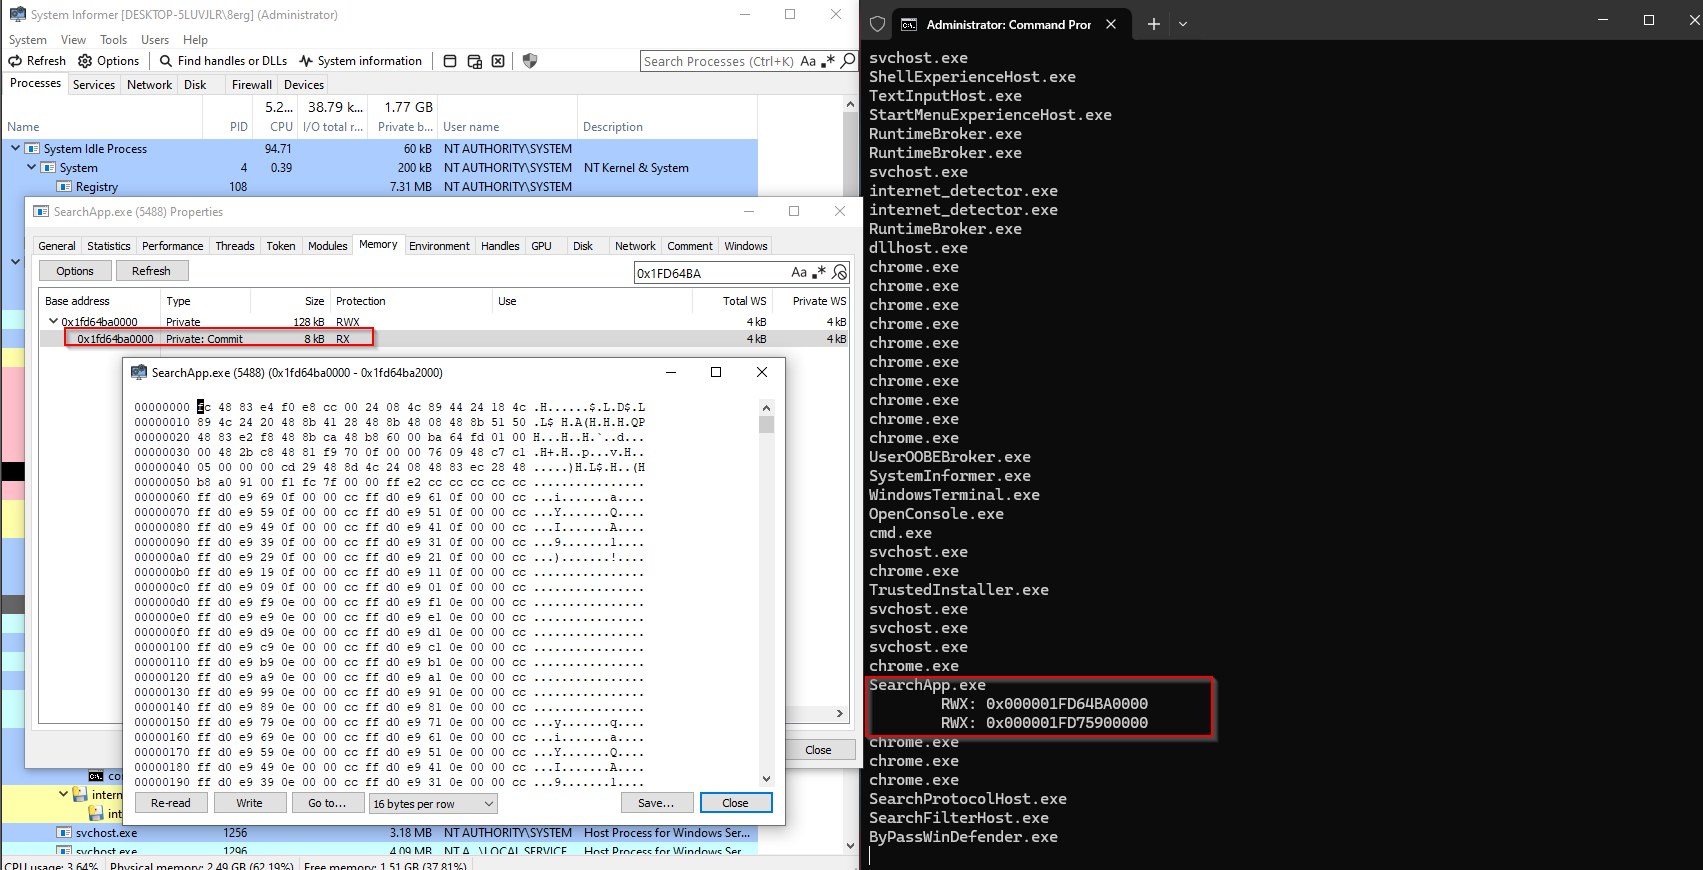 System Informer [DESKTOP-5LUVJLR\8erg] (Administrator)
System View Tools Users Help
Refresh Options Find handles or DLLs System information Search Processes (Ctrl+K) Aa .*
Processes Services Network Disk Firewall Devices
5.2... 38.79 k... 1.77 GB
Name PID CPU I/O total r... Private b... User name Description
System Idle Process 94.71 60 kB NT AUTHORITY\SYSTEM
System 4 0.39 200 kB NT AUTHORITY\SYSTEM NT Kernel & System
Registry 108 7.31 MB NT AUTHORITY\SYSTEM
SearchApp.exe (5488) Properties
General Statistics Performance Threads Token Modules Memory Environment Handles GPU Disk Network Comment Windows
Options Refresh 0x1FD64BA Aa .*
Base address Type Size Protection Use Total WS Private WS
0x1fd64ba0000 Private 128 kB RWX 4 kB 4 kB
0x1fd64ba0000 Private: Commit 8 kB RX 4 kB 4 kB
SearchApp.exe (5488) (0x1fd64ba0000 - 0x1fd64ba2000)
00000000 fc 48 83 e4 f0 e8 cc 00 24 08 4c 89 44 24 18 4c .H......$.L.D$.L
00000010 89 4c 24 20 48 8b 41 28 48 8b 48 08 48 8b 51 50 .L$ H.A(H.H.H.QP
00000020 48 83 e2 f8 48 8b ca 48 b8 60 00 ba 64 fd 01 00 H...H..H.`..d...
00000030 00 48 2b c8 48 81 f9 70 0f 00 00 76 09 48 c7 c1 .H+.H..p...v.H..
00000040 05 00 00 00 cd 29 48 8d 4c 24 08 48 83 ec 28 48 .....)H.L$.H..(H
00000050 b8 a0 91 00 f1 fc 7f 00 00 ff e2 cc cc cc cc cc ................
00000060 ff d0 e9 69 0f 00 00 cc ff d0 e9 61 0f 00 00 cc ...i.......a....
00000070 ff d0 e9 59 0f 00 00 cc ff d0 e9 51 0f 00 00 cc ...Y.......Q....
00000080 ff d0 e9 49 0f 00 00 cc ff d0 e9 41 0f 00 00 cc ...I.......A....
00000090 ff d0 e9 39 0f 00 00 cc ff d0 e9 31 0f 00 00 cc ...9.......1....
000000a0 ff d0 e9 29 0f 00 00 cc ff d0 e9 21 0f 00 00 cc ...).......!....
000000b0 ff d0 e9 19 0f 00 00 cc ff d0 e9 11 0f 00 00 cc ................
000000c0 ff d0 e9 09 0f 00 00 cc ff d0 e9 01 0f 00 00 cc ................
000000d0 ff d0 e9 f9 0e 00 00 cc ff d0 e9 f1 0e 00 00 cc ................
000000e0 ff d0 e9 e9 0e 00 00 cc ff d0 e9 e1 0e 00 00 cc ................
000000f0 ff d0 e9 d9 0e 00 00 cc ff d0 e9 d1 0e 00 00 cc ................
00000100 ff d0 e9 c9 0e 00 00 cc ff d0 e9 c1 0e 00 00 cc ................
00000110 ff d0 e9 b9 0e 00 00 cc ff d0 e9 b1 0e 00 00 cc ................
00000120 ff d0 e9 a9 0e 00 00 cc ff d0 e9 a1 0e 00 00 cc ................
00000130 ff d0 e9 99 0e 00 00 cc ff d0 e9 91 0e 00 00 cc ................
00000140 ff d0 e9 89 0e 00 00 cc ff d0 e9 81 0e 00 00 cc ................
00000150 ff d0 e9 79 0e 00 00 cc ff d0 e9 71 0e 00 00 cc ...y.......q....
00000160 ff d0 e9 69 0e 00 00 cc ff d0 e9 61 0e 00 00 cc ...i.......a....
00000170 ff d0 e9 59 0e 00 00 cc ff d0 e9 51 0e 00 00 cc ...Y.......Q....
00000180 ff d0 e9 49 0e 00 00 cc ff d0 e9 41 0e 00 00 cc ...I.......A....
00000190 ff d0 e9 39 0e 00 00 cc ff d0 e9 31 0e 00 00 cc ...9.......1....
Re-read Write Go to... 16 bytes per row Save... Close
Close
co
intern
int
svchost.exe 1256 3.18 MB NT AUTHORITY\SYSTEM Host Process for Windows Ser...
svchost.exe 1296 4.09 MB NT A...\LOCAL SERVICE Host Process for Windows Ser
CPU usage: 3.64% Physical memory: 2.49 GB (62.19%) Free memory: 1.51 GB (37.81%)
Administrator: Command Pror
svchost.exe
ShellExperienceHost.exe
TextInputHost.exe
StartMenuExperienceHost.exe
RuntimeBroker.exe
RuntimeBroker.exe
svchost.exe
internet_detector.exe
internet_detector.exe
RuntimeBroker.exe
dllhost.exe
chrome.exe
chrome.exe
chrome.exe
chrome.exe
chrome.exe
chrome.exe
chrome.exe
chrome.exe
chrome.exe
chrome.exe
UserOOBEBroker.exe
SystemInformer.exe
WindowsTerminal.exe
OpenConsole.exe
cmd.exe
svchost.exe
chrome.exe
TrustedInstaller.exe
svchost.exe
svchost.exe
svchost.exe
chrome.exe
SearchApp.exe
RWX: 0x000001FD64BA0000
RWX: 0x000001FD75900000
chrome.exe
chrome.exe
chrome.exe
SearchProtocolHost.exe
SearchFilterHost.exe
ByPassWinDefender.exe